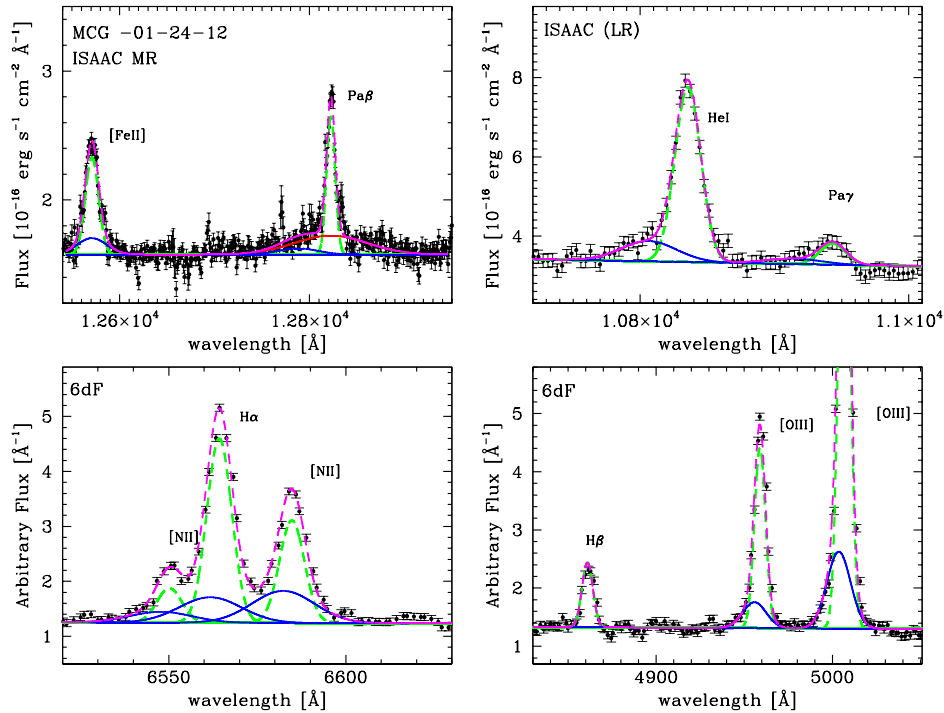 MCG −01−24−12
ISAAC MR
[FeII]
Paβ
3
2
Flux [10⁻¹⁶ erg s⁻¹ cm⁻² Å⁻¹]
1.26×10⁴
1.28×10⁴
wavelength [Å]
ISAAC (LR)
HeI
Paγ
8
6
4
Flux [10⁻¹⁶ erg s⁻¹ cm⁻² Å⁻¹]
1.08×10⁴
1.1×10⁴
wavelength [Å]
6dF
Hα
[NII]
[NII]
5
4
3
2
1
Arbitrary Flux [Å⁻¹]
6550
6600
wavelength [Å]
6dF
[OIII]
[OIII]
Hβ
5
4
3
2
1
Arbitrary Flux [Å⁻¹]
4900
5000
wavelength [Å]